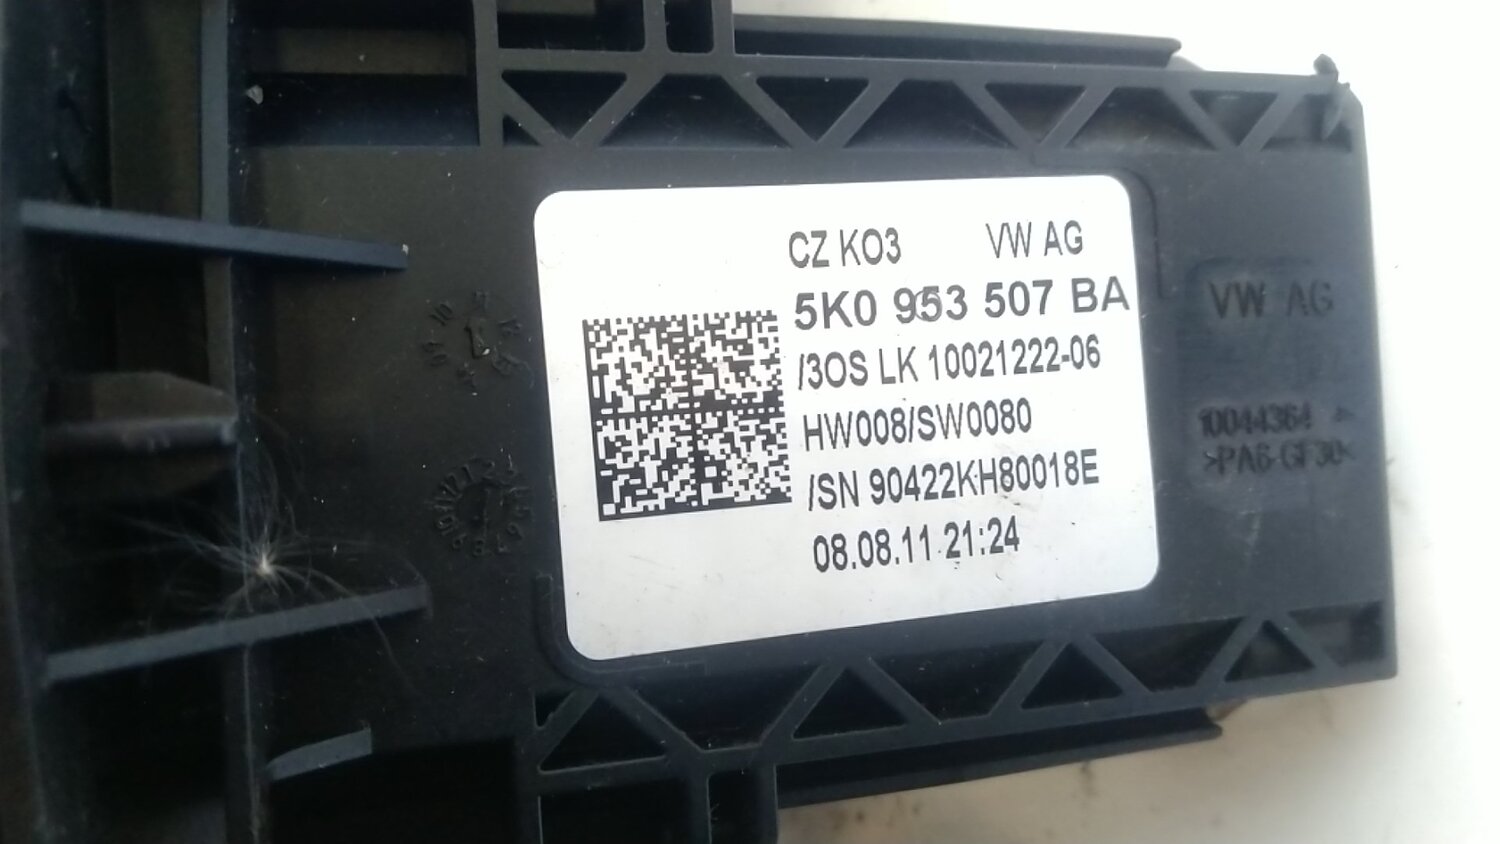 CZ KO3 VW AG
5K0 953 507 BA
/3OS LK 10021222-06
HW008/SW0080
/SN 90422KH80018E
08.08.11 21:24
VW AG
10044364
>PA6-GF30<